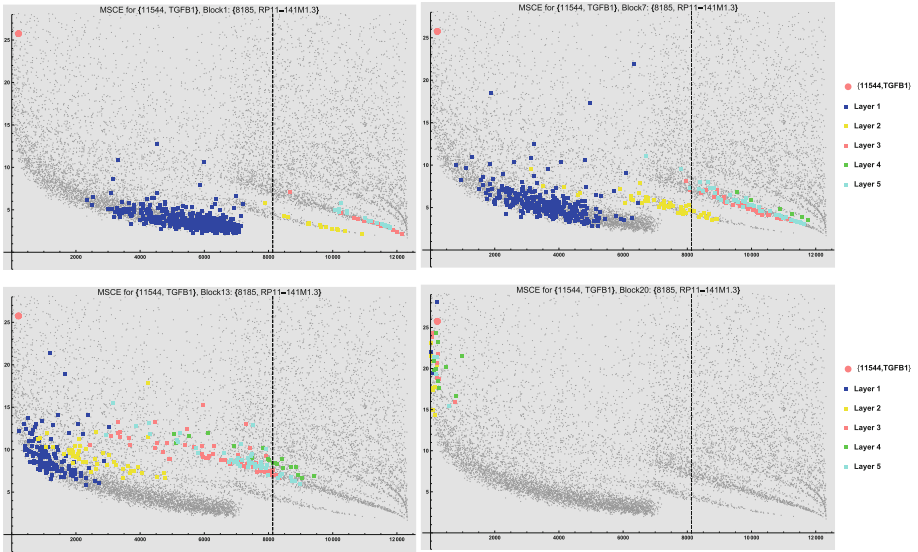 MSCE for {11544, TGFB1}, Block1: {8185, RP11-141M1.3}
25
20
15
10
5
2000 4000 6000 8000 10000 12000
MSCE for {11544, TGFB1}, Block7: {8185, RP11-141M1.3}
25
20
15
10
5
2000 4000 6000 8000 10000 12000
{11544,TGFB1}
Layer 1
Layer 2
Layer 3
Layer 4
Layer 5
MSCE for {11544, TGFB1}, Block13: {8185, RP11-141M1.3}
25
20
15
10
5
2000 4000 6000 8000 10000 12000
MSCE for {11544, TGFB1}, Block20: {8185, RP11-141M1.3}
25
20
15
10
5
2000 4000 6000 8000 10000 12000
{11544,TGFB1}
Layer 1
Layer 2
Layer 3
Layer 4
Layer 5